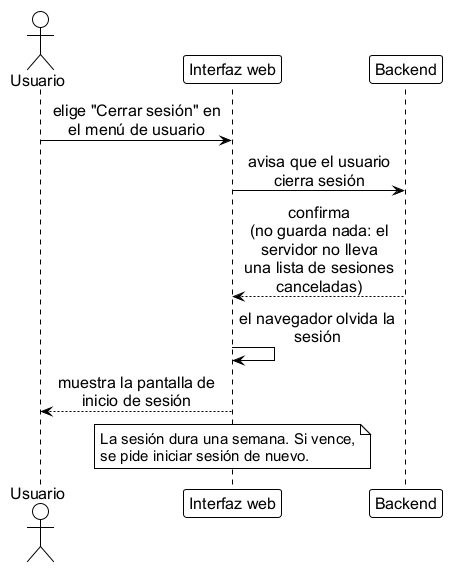 Usuario
Interfaz web
Backend
elige "Cerrar sesión" en
el menú de usuario
avisa que el usuario
cierra sesión
confirma
(no guarda nada: el
servidor no lleva
una lista de sesiones
canceladas)
el navegador olvida la
sesión
muestra la pantalla de
inicio de sesión
La sesión dura una semana. Si vence,
se pide iniciar sesión de nuevo.
Usuario
Interfaz web
Backend